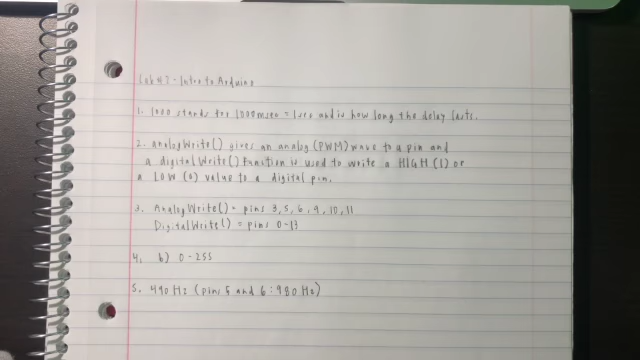 Lab #2 - Intro to Arduino
1. 1000 stands for 1000msec = 1sec and is how long the delay lasts.
2. analogWrite() gives an analog (PWM) wave to a pin and
a digitalWrite() function is used to write a HIGH (1) or
a LOW (0) value to a digital pin.
3. AnalogWrite() = pins 3, 5, 6, 9, 10, 11
DigitalWrite() = pins 0-13
4. b) 0-255
5. 490 Hz (pins 5 and 6: 980 Hz)